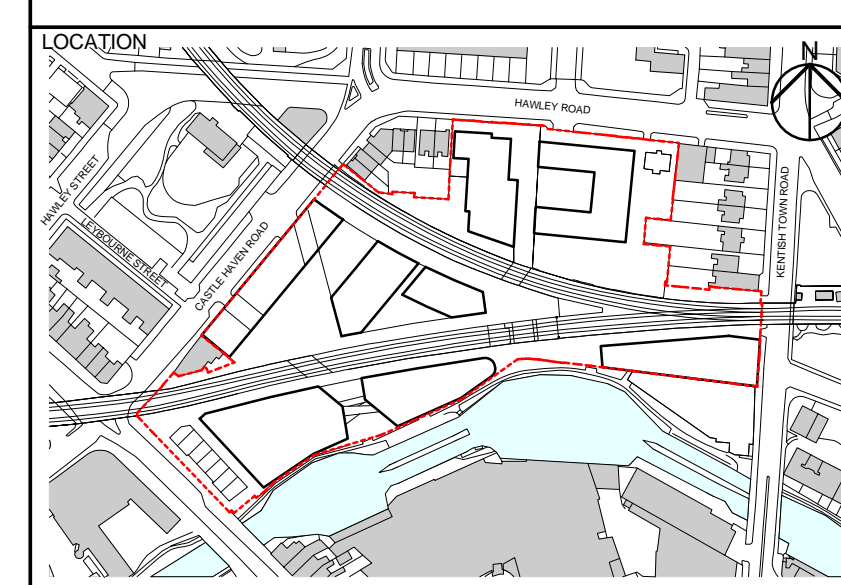 LOCATION
N
HAWLEY ROAD
HAWLEY STREET
LEYBOURNE STREET
CASTLE HAVEN ROAD
KENTISH TOWN ROAD